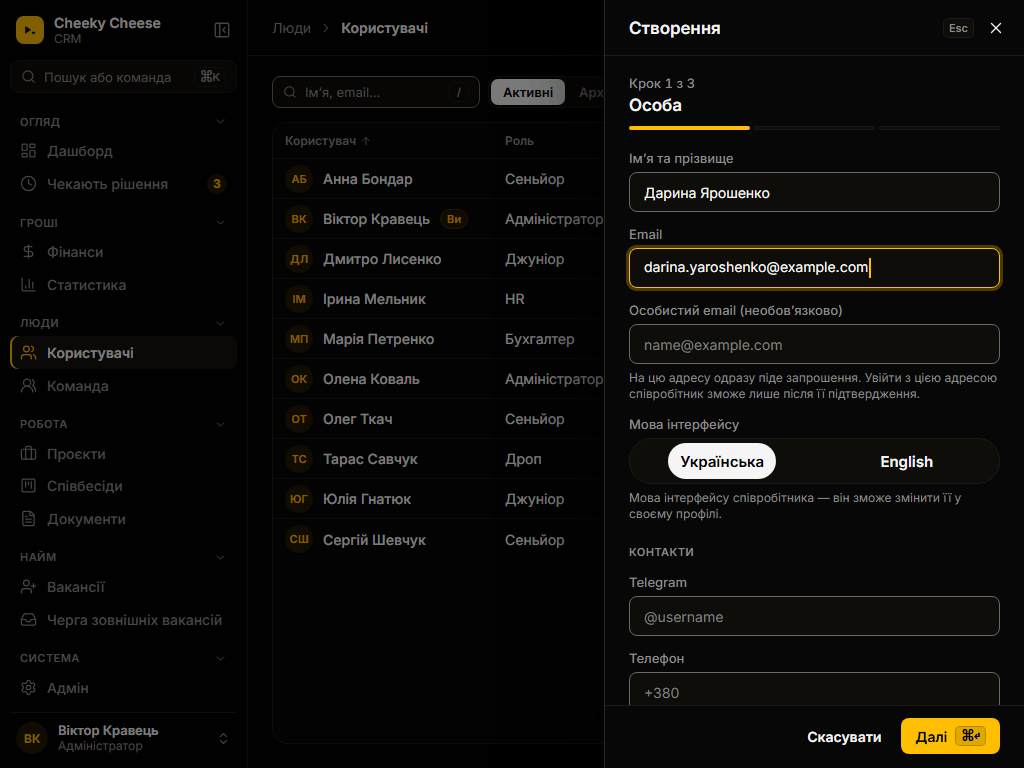 Cheeky Cheese
CRM
Пошук або команда
⌘K
ОГЛЯД
Дашборд
Чекають рішення
3
ГРОШІ
Фінанси
Статистика
ЛЮДИ
Користувачі
Команда
РОБОТА
Проєкти
Співбесіди
Документи
НАЙМ
Вакансії
Черга зовнішніх вакансій
СИСТЕМА
Адмін
ВК
Віктор Кравець
Адміністратор
Люди
Користувачі
Ім’я, email...
/
Активні
Арх
Користувач ↑
Роль
АБ Анна Бондар Сеньйор
ВК Віктор Кравець Ви Адміністратор
ДЛ Дмитро Лисенко Джуніор
ІМ Ірина Мельник HR
МП Марія Петренко Бухгалтер
ОК Олена Коваль Адміністратор
ОТ Олег Ткач Сеньйор
ТС Тарас Савчук Дроп
ЮГ Юлія Гнатюк Джуніор
СШ Сергій Шевчук Сеньйор
Створення
Esc
Крок 1 з 3
Особа
Ім’я та прізвище
Дарина Ярошенко
Email
darina.yaroshenko@example.com
Особистий email (необов’язково)
name@example.com
На цю адресу одразу піде запрошення. Увійти з цією адресою
співробітник зможе лише після її підтвердження.
Мова інтерфейсу
Українська
English
Мова інтерфейсу співробітника — він зможе змінити її у
своєму профілі.
КОНТАКТИ
Telegram
@username
Телефон
+380
Скасувати
Далі ⌘↵